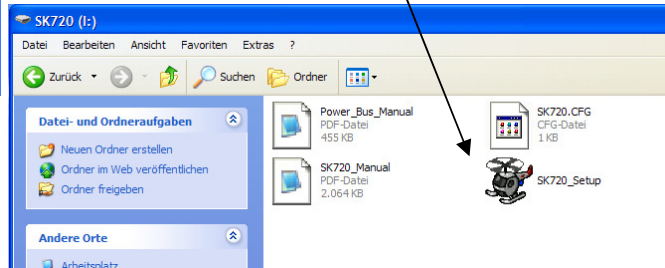 SK720 (I:)
Datei Bearbeiten Ansicht Favoriten Extras ?
Zurück Suchen Ordner
Datei- und Ordneraufgaben
Neuen Ordner erstellen
Ordner im Web veröffentlichen
Ordner freigeben
Andere Orte
Arbeitsplatz
Power_Bus_Manual
PDF-Datei
455 KB
SK720.CFG
CFG-Datei
1 KB
SK720_Manual
PDF-Datei
2.064 KB
SK720_Setup